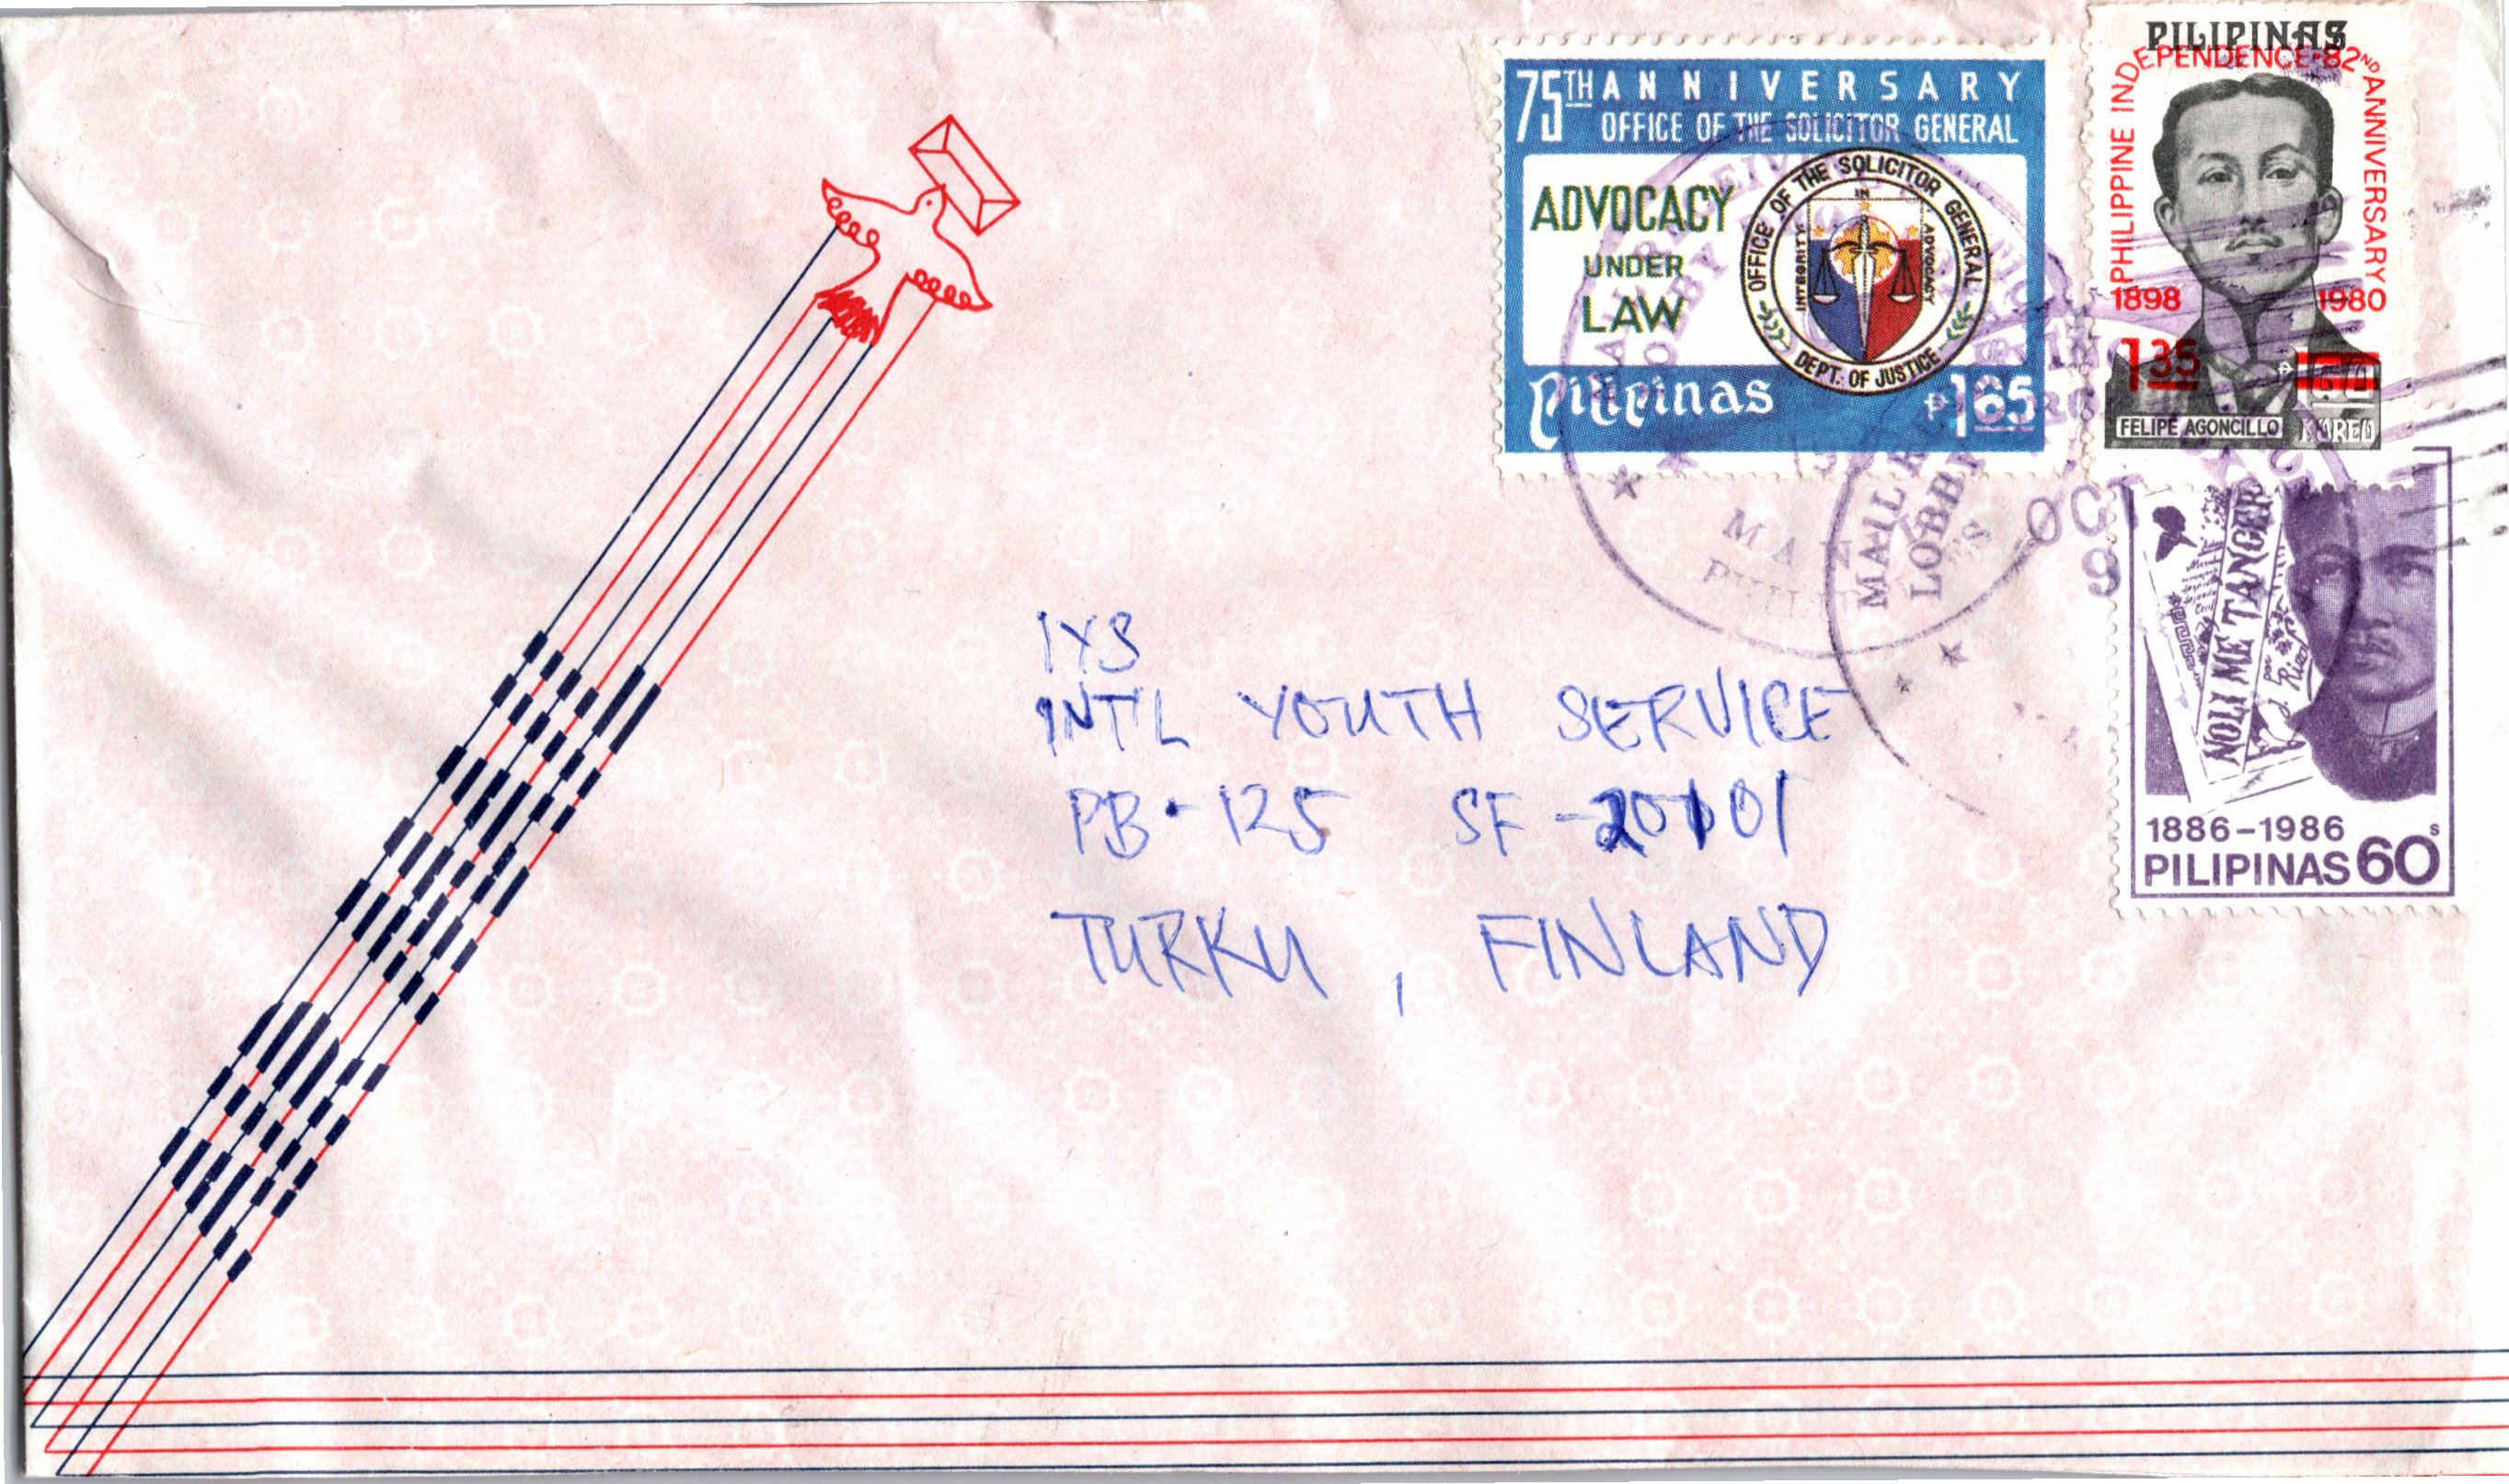 75TH ANNIVERSARY
OFFICE OF THE SOLICITOR GENERAL
ADVOCACY
UNDER
LAW
OFFICE OF THE SOLICITOR GENERAL
DEPT. OF JUSTICE
INTEGRITY
IN
ADVOCACY
Pilipinas
₱1.65
PILIPINAS
PHILIPPINE INDEPENDENCE · 82ND ANNIVERSARY
1898 1980
1.35
FELIPE AGONCILLO KOREO
NOLI ME TANGERE
1886-1986
PILIPINAS 60s
MAIL
LOBBY
OCT
IYS
INT'L YOUTH SERVICE
PB-125 SF-20101
TURKU, FINLAND